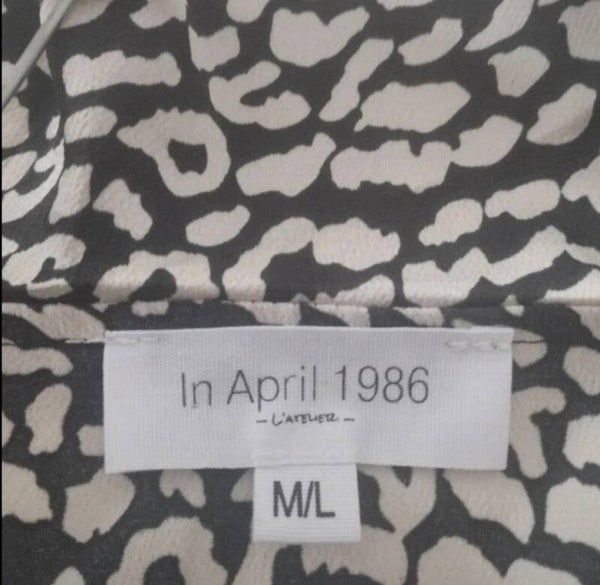 In April 1986
- L'ATELIER -
M/L